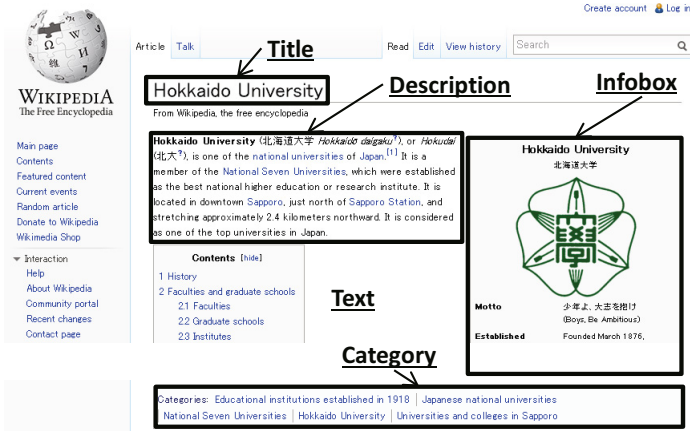 Create account Log in
Article Talk Read Edit View history Search
Title
Hokkaido University
Description
Infobox
WIKIPEDIA
The Free Encyclopedia
From Wikipedia, the free encyclopedia
Main page
Contents
Featured content
Current events
Random article
Donate to Wikipedia
Wikimedia Shop
Interaction
Help
About Wikipedia
Community portal
Recent changes
Contact page
Hokkaido University (北海道大学 Hokkaidō daigaku?), or Hokudai
(北大?), is one of the national universities of Japan.[1] It is a
member of the National Seven Universities, which were established
as the best national higher education or research institute. It is
located in downtown Sapporo, just north of Sapporo Station, and
stretching approximately 2.4 kilometers northward. It is considered
as one of the top universities in Japan.
Contents [hide]
1 History
2 Faculties and graduate schools
2.1 Faculties
2.2 Graduate schools
2.3 Institutes
Text
Hokkaido University
北海道大学
大學
Motto 少年よ、大志を抱け
(Boys, Be Ambitious)
Established Founded March 1876,
Category
Categories: Educational institutions established in 1918 | Japanese national universities
| National Seven Universities | Hokkaido University | Universities and colleges in Sapporo